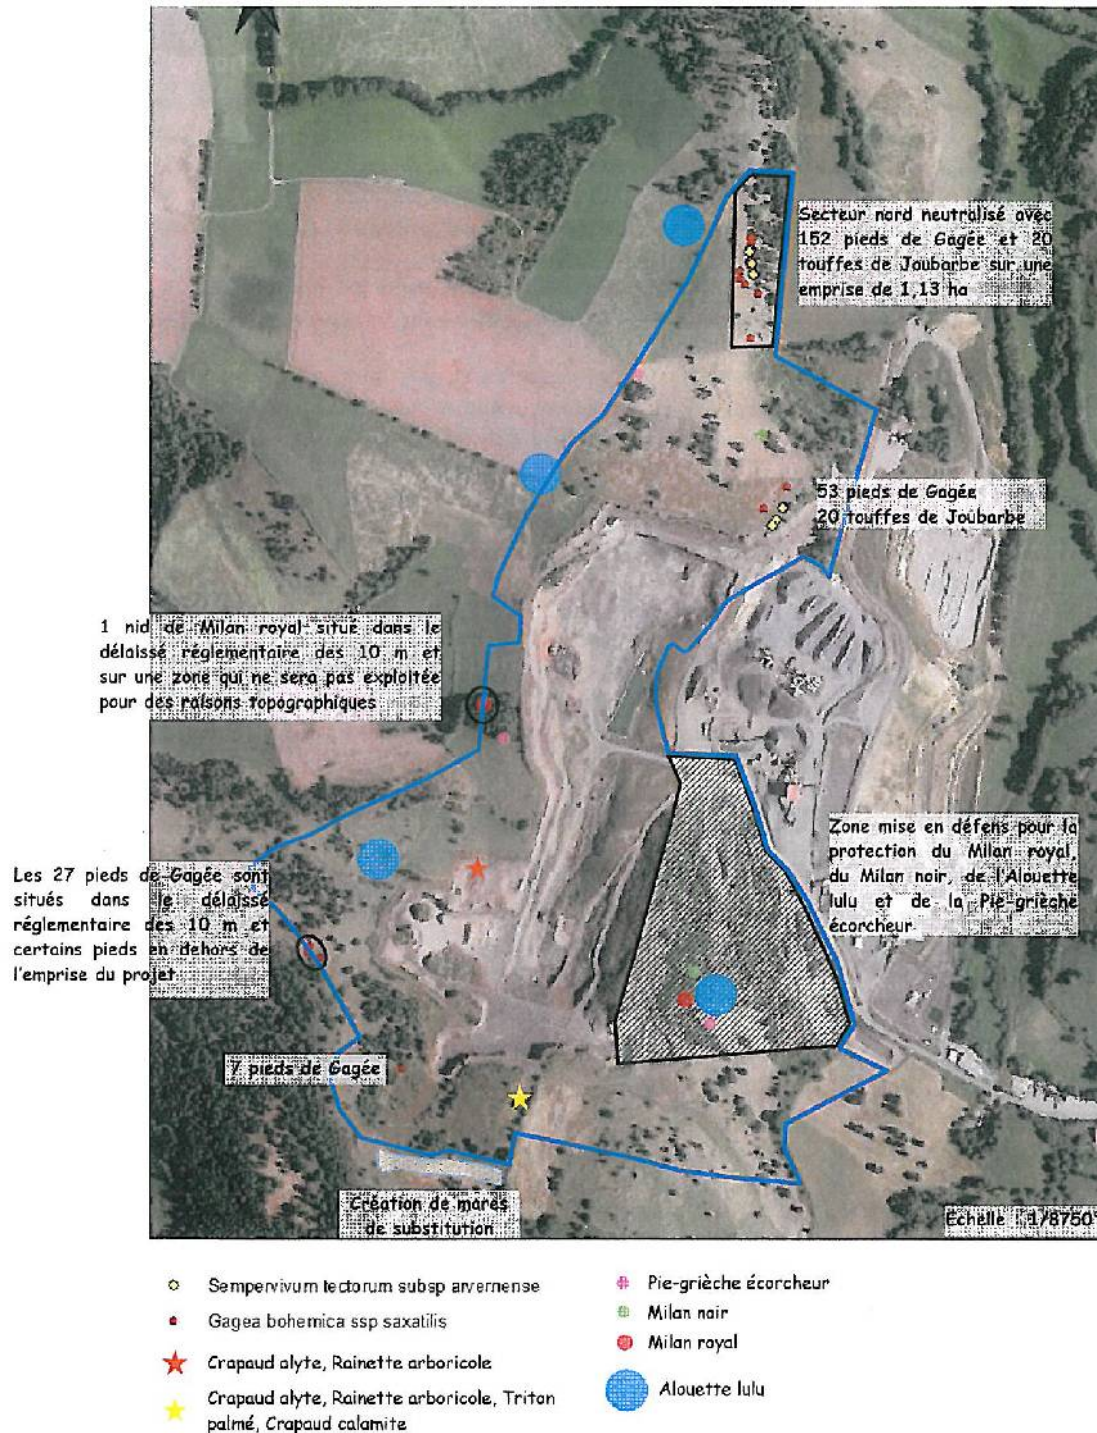 Secteur nord neutralisé avec
152 pieds de Gagée et 20
touffes de Joubarbe sur une
emprise de 1,13 ha
53 pieds de Gagée
20 touffes de Joubarbe
1 nid de Milan royal situé dans le
délaissé réglementaire des 10 m et
sur une zone qui ne sera pas exploitée
pour des raisons topographiques
Zone mise en défens pour la
protection du Milan royal,
du Milan noir, de l'Alouette
lulu et de la Pie-grièche
écorcheur
Les 27 pieds de Gagée sont
situés dans le délaissé
réglementaire des 10 m et
certains pieds en dehors de
l'emprise du projet
7 pieds de Gagée
Création de mares
de substitution
Echelle : 1/8750°
Sempervivum tectorum subsp arvernense
Gagea bohemica ssp saxatilis
Crapaud alyte, Rainette arboricole
Crapaud alyte, Rainette arboricole, Triton
palmé, Crapaud calamite
Pie-grièche écorcheur
Milan noir
Milan royal
Alouette lulu